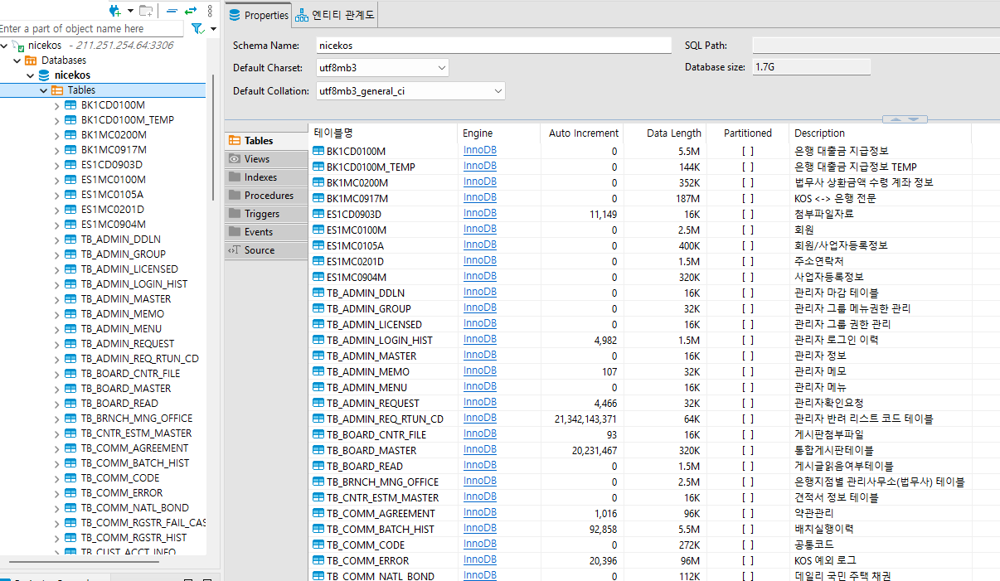 Enter a part of object name here
nicekos - 211.251.254.64:3306
Databases
nicekos
Tables
BK1CD0100M
BK1CD0100M_TEMP
BK1MC0200M
BK1MC0917M
ES1CD0903D
ES1MC0100M
ES1MC0105A
ES1MC0201D
ES1MC0904M
TB_ADMIN_DDLN
TB_ADMIN_GROUP
TB_ADMIN_LICENSED
TB_ADMIN_LOGIN_HIST
TB_ADMIN_MASTER
TB_ADMIN_MEMO
TB_ADMIN_MENU
TB_ADMIN_REQUEST
TB_ADMIN_REQ_RTUN_CD
TB_BOARD_CNTR_FILE
TB_BOARD_MASTER
TB_BOARD_READ
TB_BRNCH_MNG_OFFICE
TB_CNTR_ESTM_MASTER
TB_COMM_AGREEMENT
TB_COMM_BATCH_HIST
TB_COMM_CODE
TB_COMM_ERROR
TB_COMM_NATL_BOND
TB_COMM_RGSTR_FAIL_CAS
TB_COMM_RGSTR_HIST
TB_CUST_ACCT_INFO
Properties 엔티티 관계도
Schema Name: nicekos SQL Path:
Default Charset: utf8mb3 Database size: 1.7G
Default Collation: utf8mb3_general_ci
Tables
Views
Indexes
Procedures
Triggers
Events
Source
테이블명 Engine Auto Increment Data Length Partitioned Description
BK1CD0100M InnoDB 0 5.5M [ ] 은행 대출금 지급정보
BK1CD0100M_TEMP InnoDB 0 144K [ ] 은행 대출금 지급정보 TEMP
BK1MC0200M InnoDB 0 352K [ ] 법무사 상환금액 수령 계좌 정보
BK1MC0917M InnoDB 0 187M [ ] KOS <-> 은행 전문
ES1CD0903D InnoDB 11,149 16K [ ] 첨부파일자료
ES1MC0100M InnoDB 0 2.5M [ ] 회원
ES1MC0105A InnoDB 0 400K [ ] 회원/사업자등록정보
ES1MC0201D InnoDB 0 1.5M [ ] 주소연락처
ES1MC0904M InnoDB 0 320K [ ] 사업자등록정보
TB_ADMIN_DDLN InnoDB 0 16K [ ] 관리자 마감 테이블
TB_ADMIN_GROUP InnoDB 0 32K [ ] 관리자 그룹 메뉴권한 관리
TB_ADMIN_LICENSED InnoDB 0 16K [ ] 관리자 그룹 권한 관리
TB_ADMIN_LOGIN_HIST InnoDB 4,982 1.5M [ ] 관리자 로그인 이력
TB_ADMIN_MASTER InnoDB 0 16K [ ] 관리자 정보
TB_ADMIN_MEMO InnoDB 107 32K [ ] 관리자 메모
TB_ADMIN_MENU InnoDB 0 16K [ ] 관리자 메뉴
TB_ADMIN_REQUEST InnoDB 4,466 32K [ ] 관리자확인요청
TB_ADMIN_REQ_RTUN_CD InnoDB 21,342,143,371 64K [ ] 관리자 반려 리스트 코드 테이블
TB_BOARD_CNTR_FILE InnoDB 93 16K [ ] 게시판첨부파일
TB_BOARD_MASTER InnoDB 20,231,467 320K [ ] 통합게시판테이블
TB_BOARD_READ InnoDB 0 1.5M [ ] 게시글읽음여부테이블
TB_BRNCH_MNG_OFFICE InnoDB 0 2.5M [ ] 은행지점별 관리사무소(법무사) 테이블
TB_CNTR_ESTM_MASTER InnoDB 0 16K [ ] 견적서 정보 테이블
TB_COMM_AGREEMENT InnoDB 1,016 96K [ ] 약관관리
TB_COMM_BATCH_HIST InnoDB 92,858 5.5M [ ] 배치실행이력
TB_COMM_CODE InnoDB 0 272K [ ] 공통코드
TB_COMM_ERROR InnoDB 20,396 96M [ ] KOS 예외 로그
TB_COMM_NATL_BOND InnoDB 0 112K [ ] 데일리 국민 주택 채권